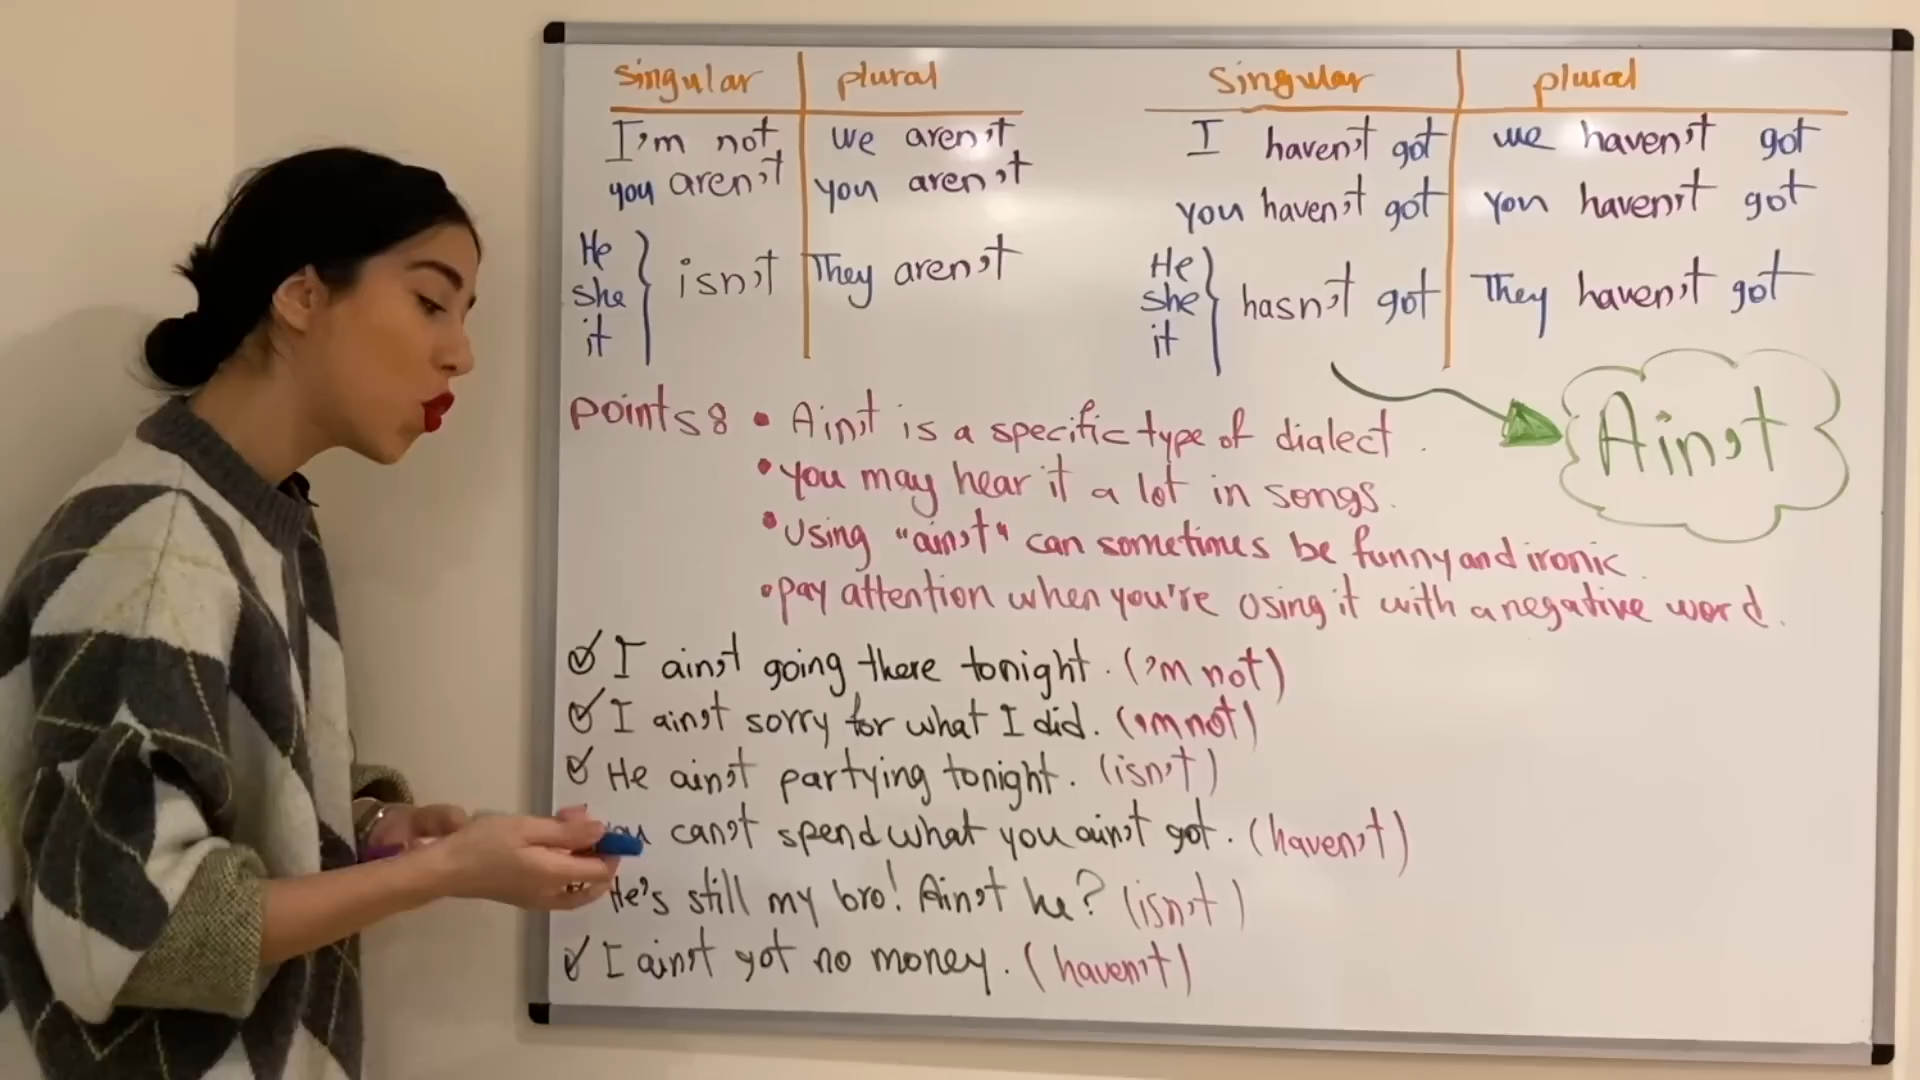 singular plural
I'm not we aren't
you aren't you aren't
He
she isn't They aren't
it
Singular plural
I haven't got we haven't got
you haven't got you haven't got
He
she hasn't got They haven't got
it
Ain't
points: • Ain't is a specific type of dialect.
• you may hear it a lot in songs.
• Using "ain't" can sometimes be funny and ironic.
• pay attention when you're using it with a negative word.
I ain't going there tonight. ('m not)
I ain't sorry for what I did. ('m not)
He ain't partying tonight. (isn't)
can't spend what you ain't got. (haven't)
He's still my bro! Ain't he? (isn't)
I ain't got no money. (haven't)